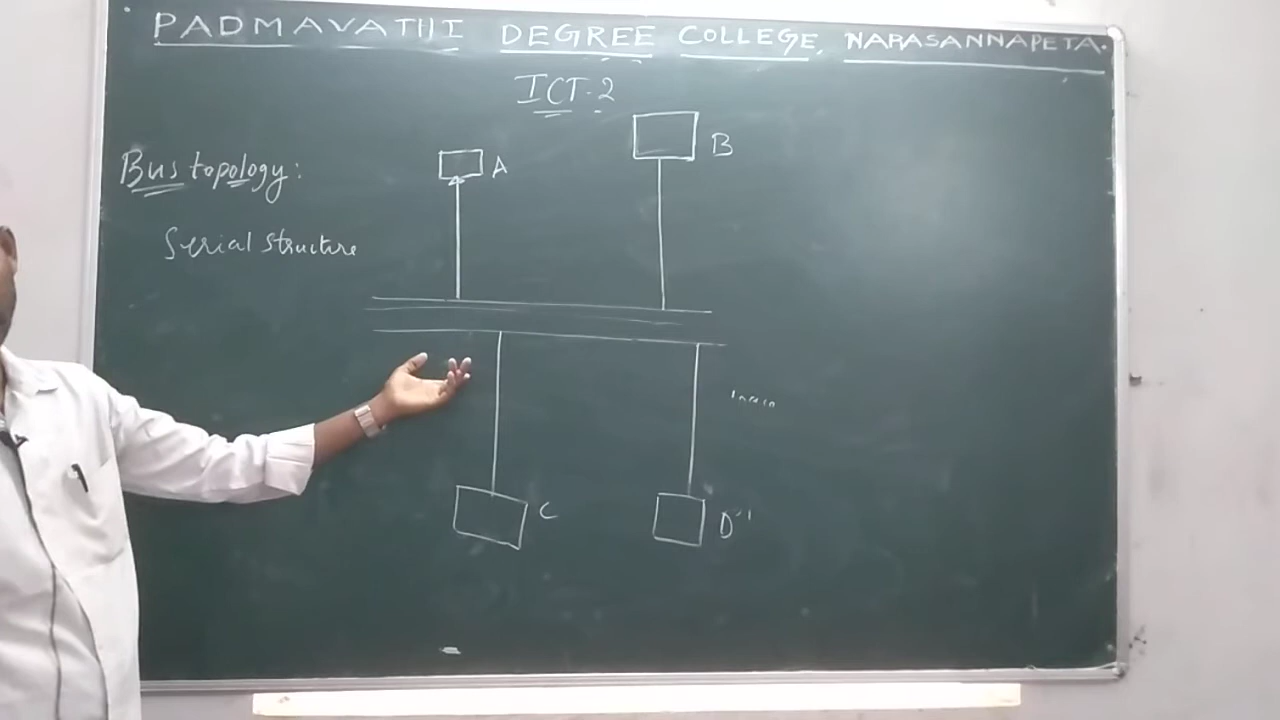 PADMAVATHI DEGREE COLLEGE, NARASANNAPETA.
ICT-2
B
A
Bus topology:
Serial structure
C
D